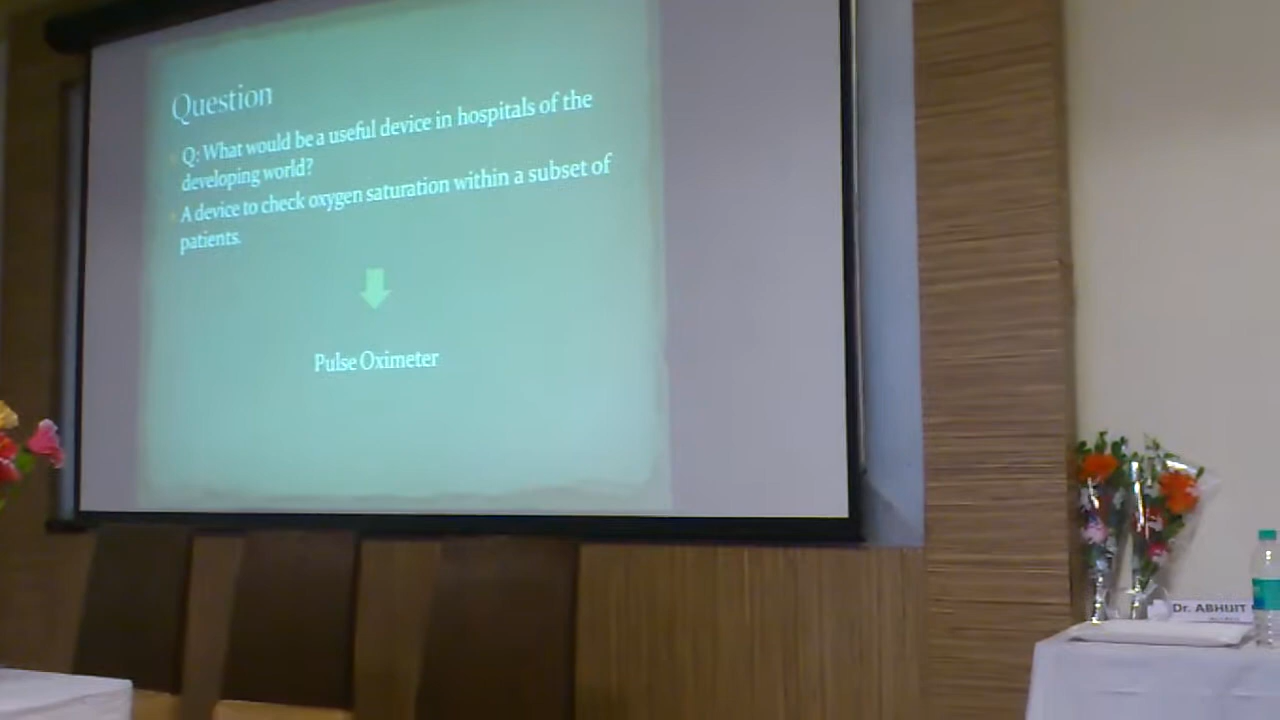 Question
Q: What would be a useful device in hospitals of the
developing world?
A device to check oxygen saturation within a subset of
patients.
Pulse Oximeter
Dr. ABHIJIT